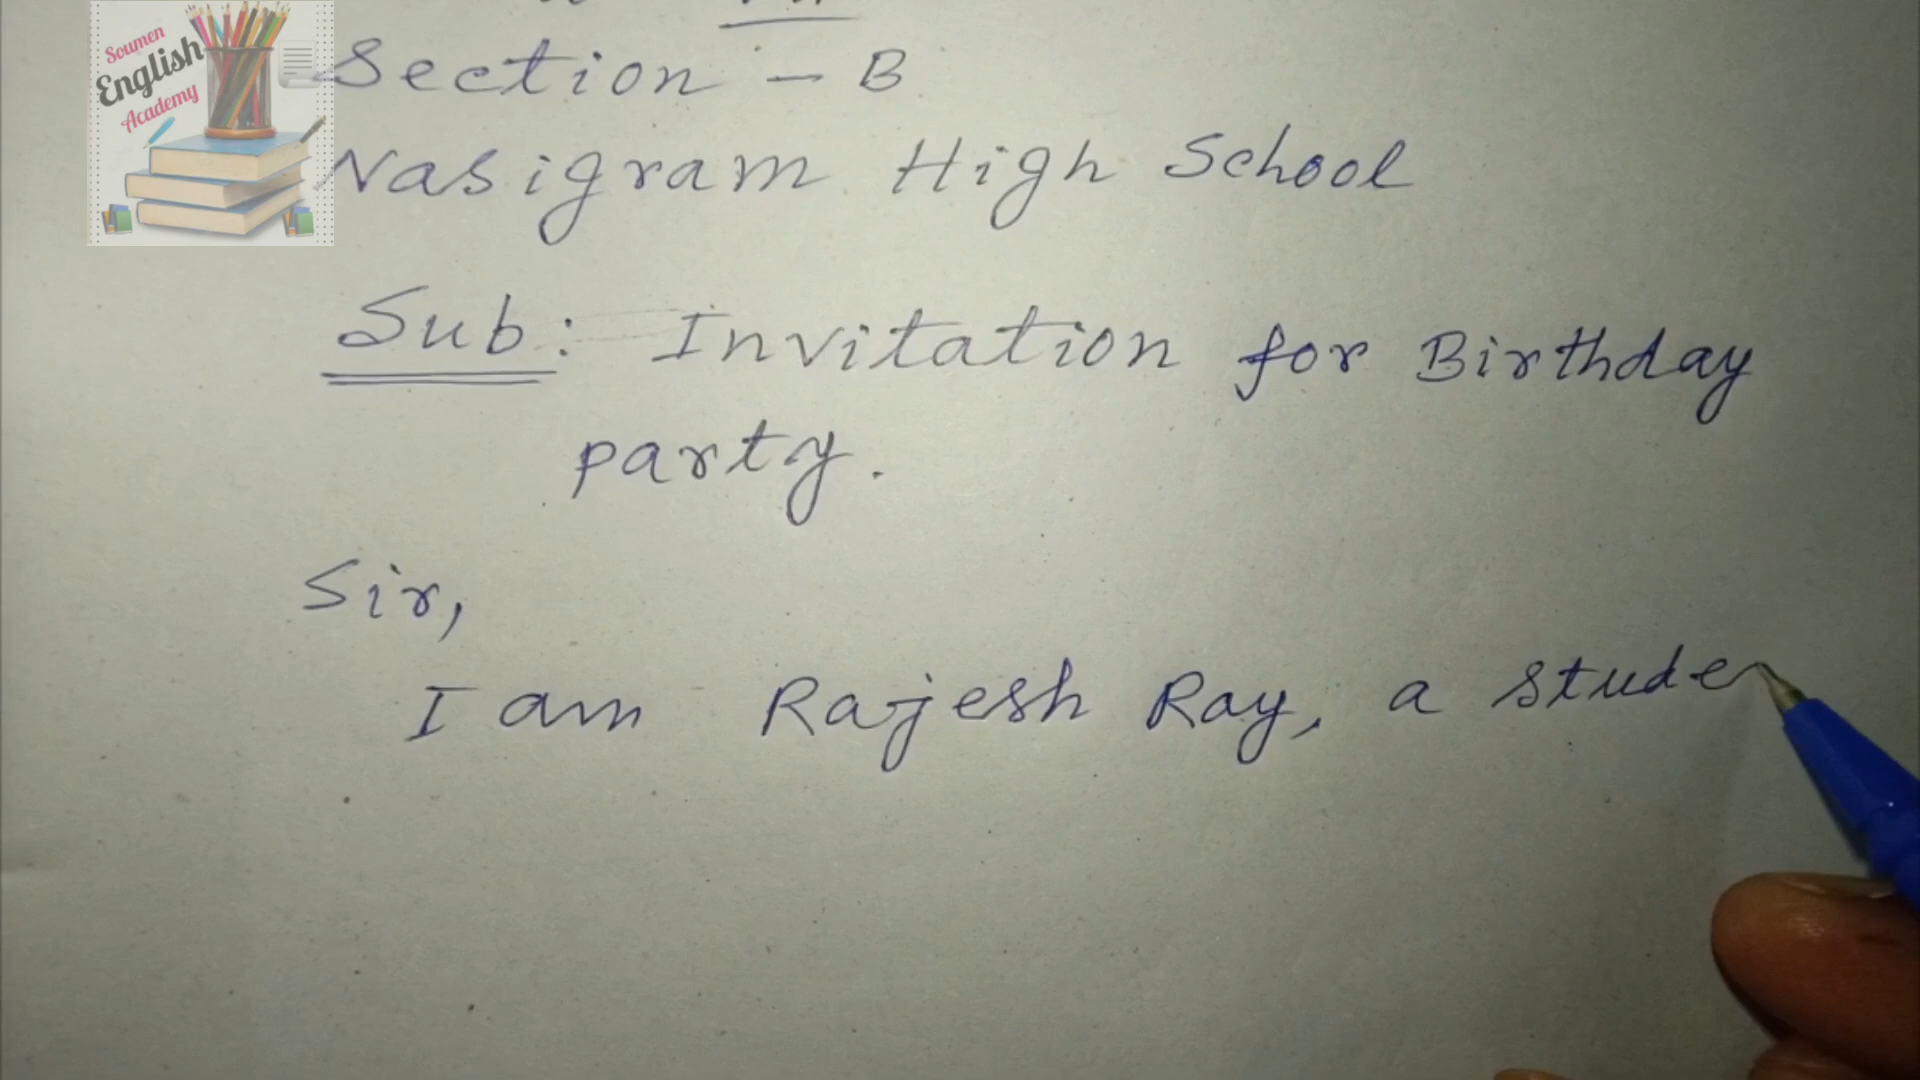 Soumen
English
Academy
Section - B
Nasigram High School
Sub: Invitation for Birthday
party.
Sir,
I am Rajesh Ray, a stude